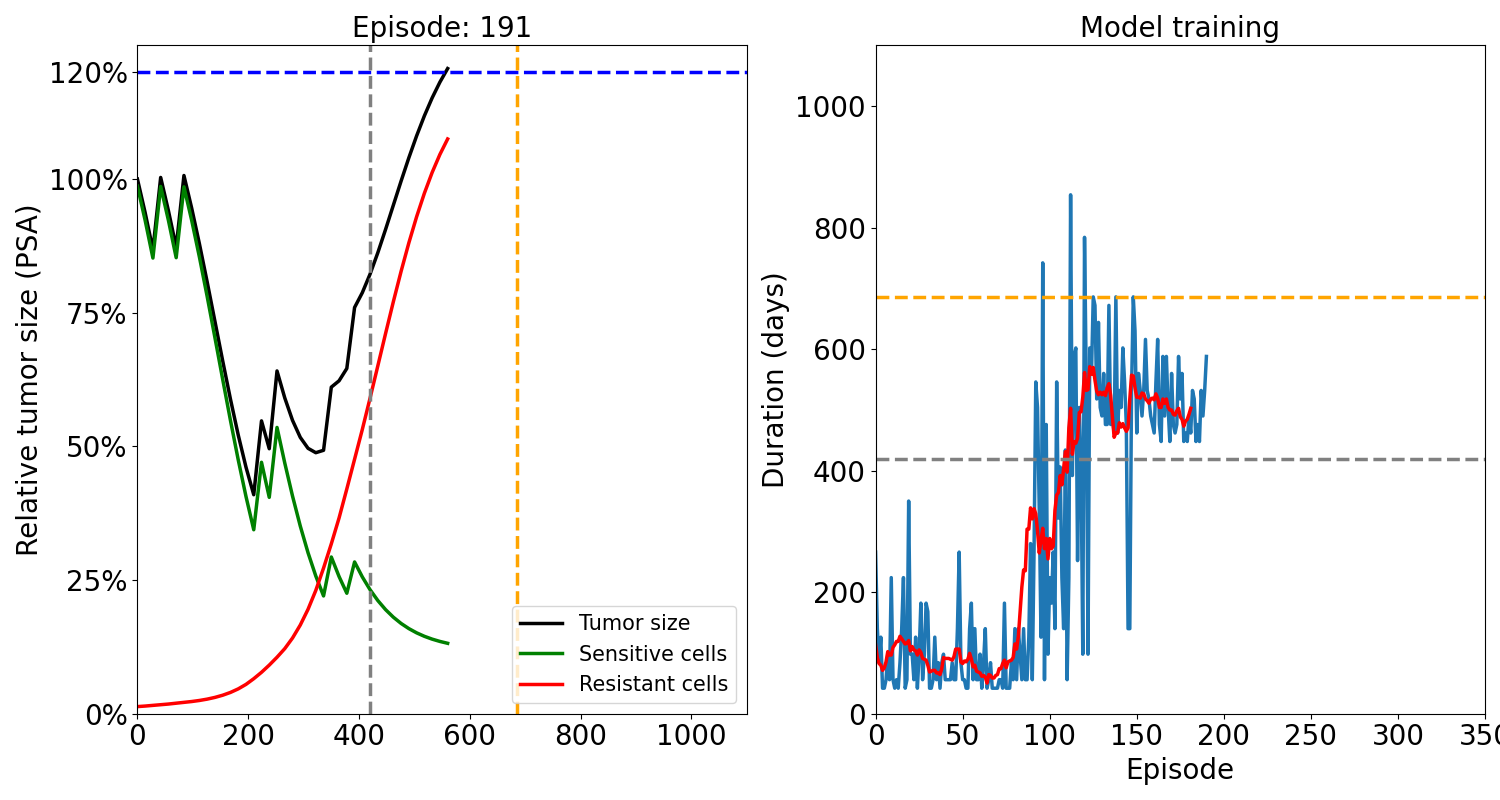 Episode: 191
Relative tumor size (PSA)
120%
100%
75%
50%
25%
0%
0 200 400 600 800 1000
Tumor size
Sensitive cells
Resistant cells
Model training
Duration (days)
1000
800
600
400
200
0
0 50 100 150 200 250 300 350
Episode